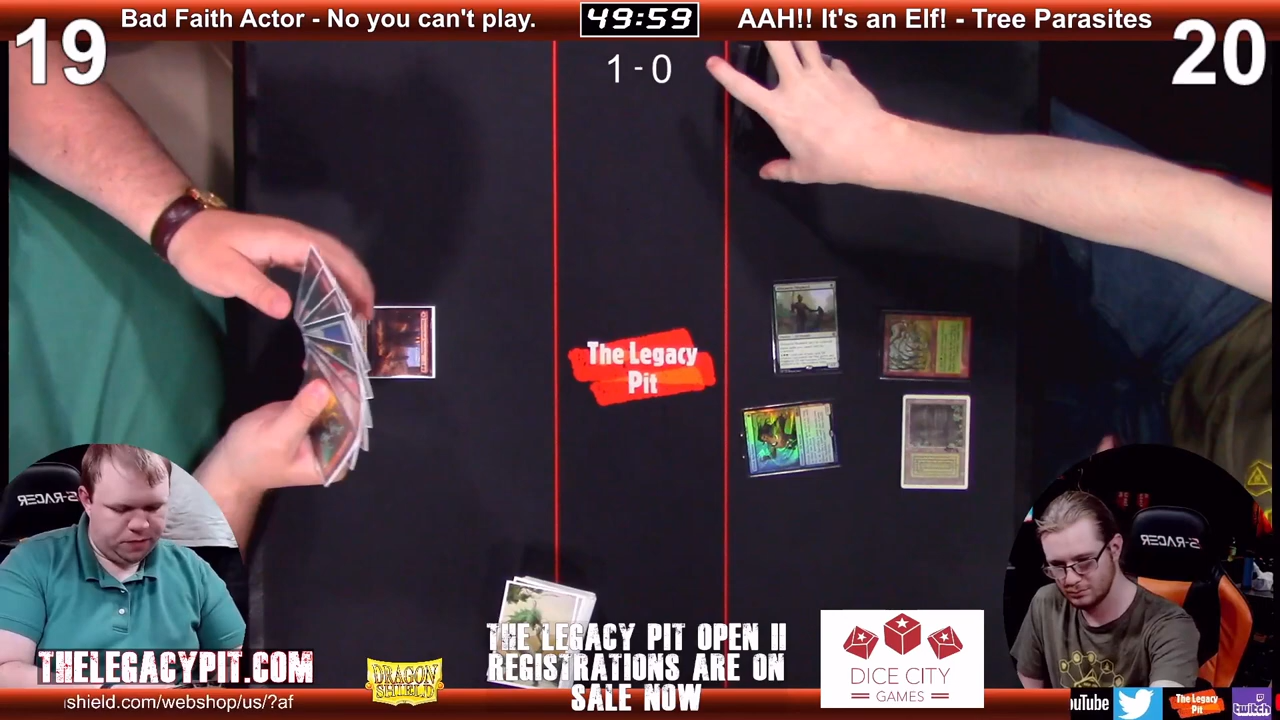 Bad Faith Actor - No you can't play.
49:59
AAH!! It's an Elf! - Tree Parasites
19
20
1-0
The Legacy
Pit
S-RACER
S-RACER
THELEGACYPIT.COM
shield.com/webshop/us/?af
DRAGON
SHIELD
THE LEGACY PIT OPEN II
REGISTRATIONS ARE ON
SALE NOW
DICE CITY
GAMES
ouTube
The Legacy
Pit
twitch